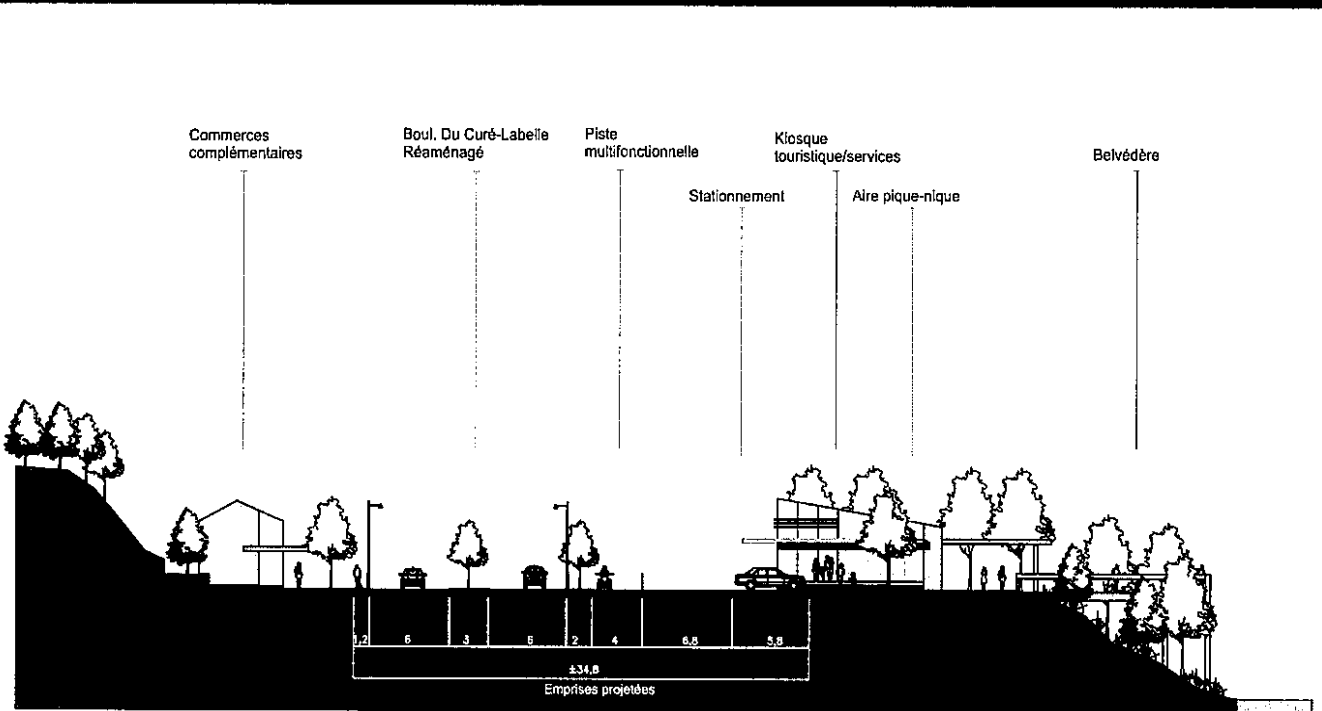 Commerces
complémentaires
Boul. Du Curé-Labelle
Réaménagé
Piste
multifonctionnelle
Kiosque
touristique/services
Belvédère
Stationnement
Aire pique-nique
1,2 6 3 6 2 4 6,8 5,8
±34,8
Emprises projetées